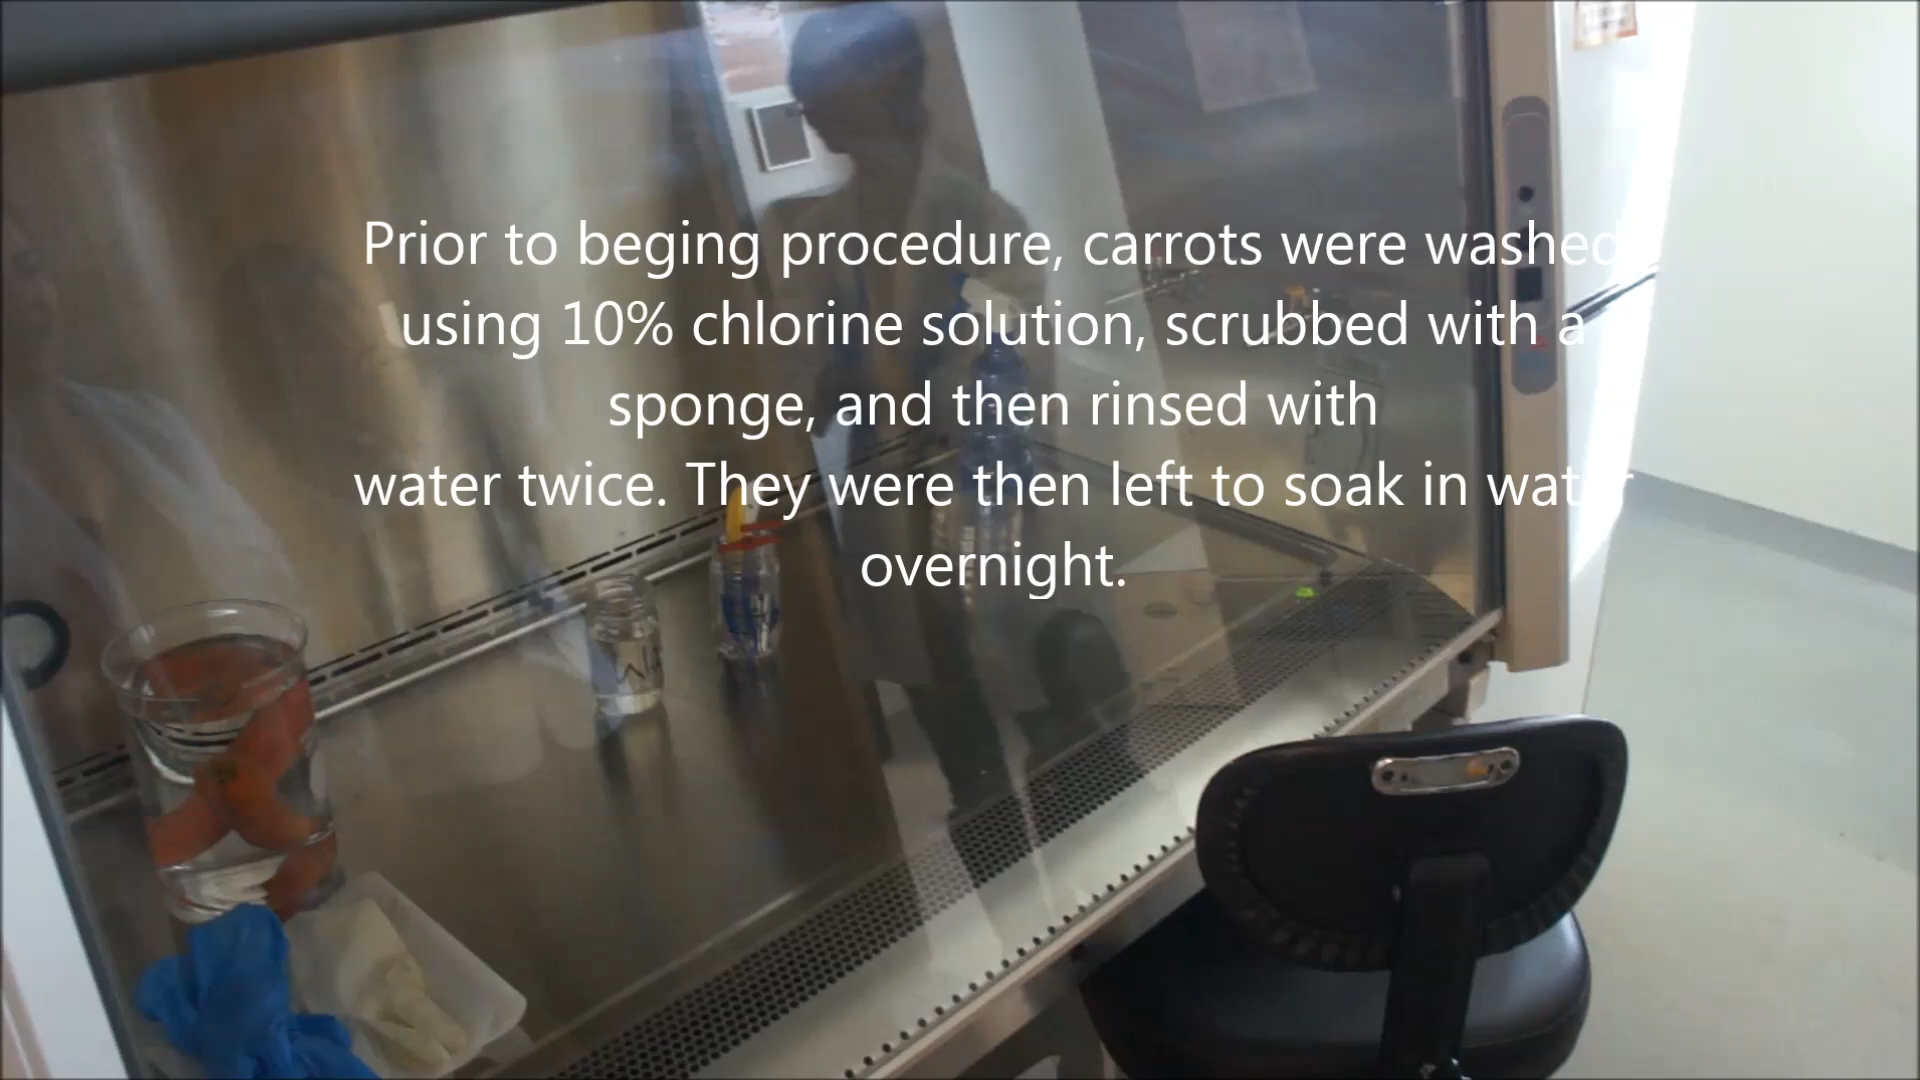 Prior to beging procedure, carrots were washed
using 10% chlorine solution, scrubbed with a
sponge, and then rinsed with
water twice. They were then left to soak in water
overnight.